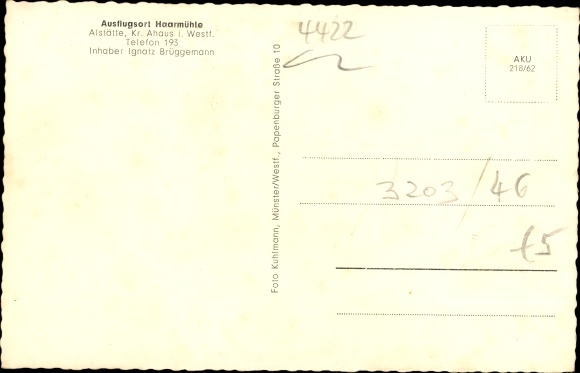 Ausflugsort Haarmühle
Alstätte, Kr. Ahaus i. Westf.
Telefon 193
Inhaber Ignatz Brüggemann
Foto Kuhlmann, Münster/Westf., Papenburger Straße 10
4422
AKU
218/62
3203/46